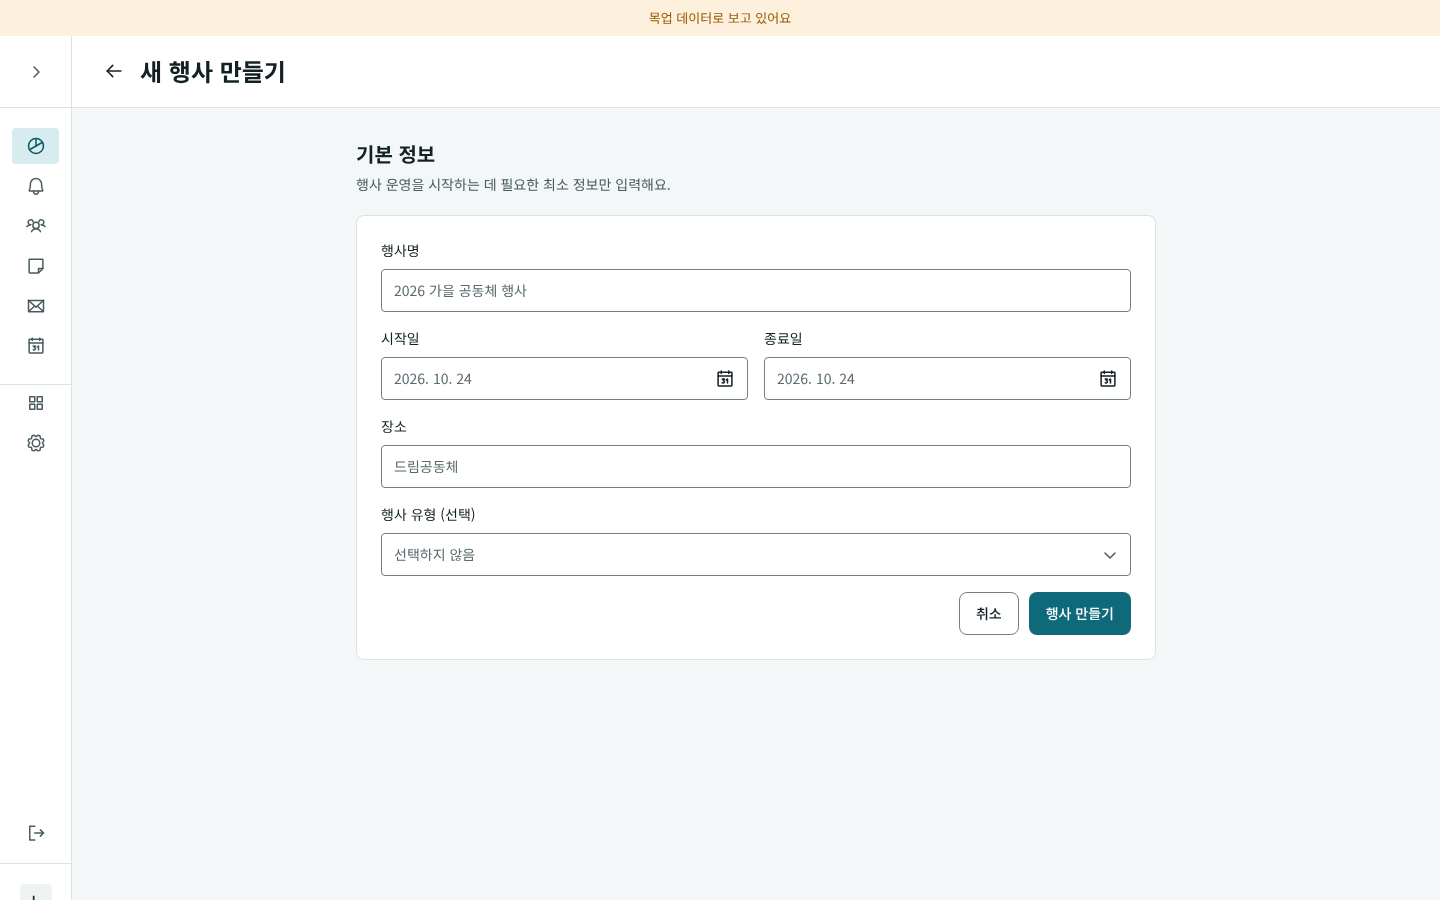 목업 데이터로 보고 있어요
새 행사 만들기
기본 정보
행사 운영을 시작하는 데 필요한 최소 정보만 입력해요.
행사명
2026 가을 공동체 행사
시작일
종료일
2026. 10. 24
31
2026. 10. 24
31
장소
드림공동체
행사 유형 (선택)
선택하지 않음
취소
행사 만들기
31